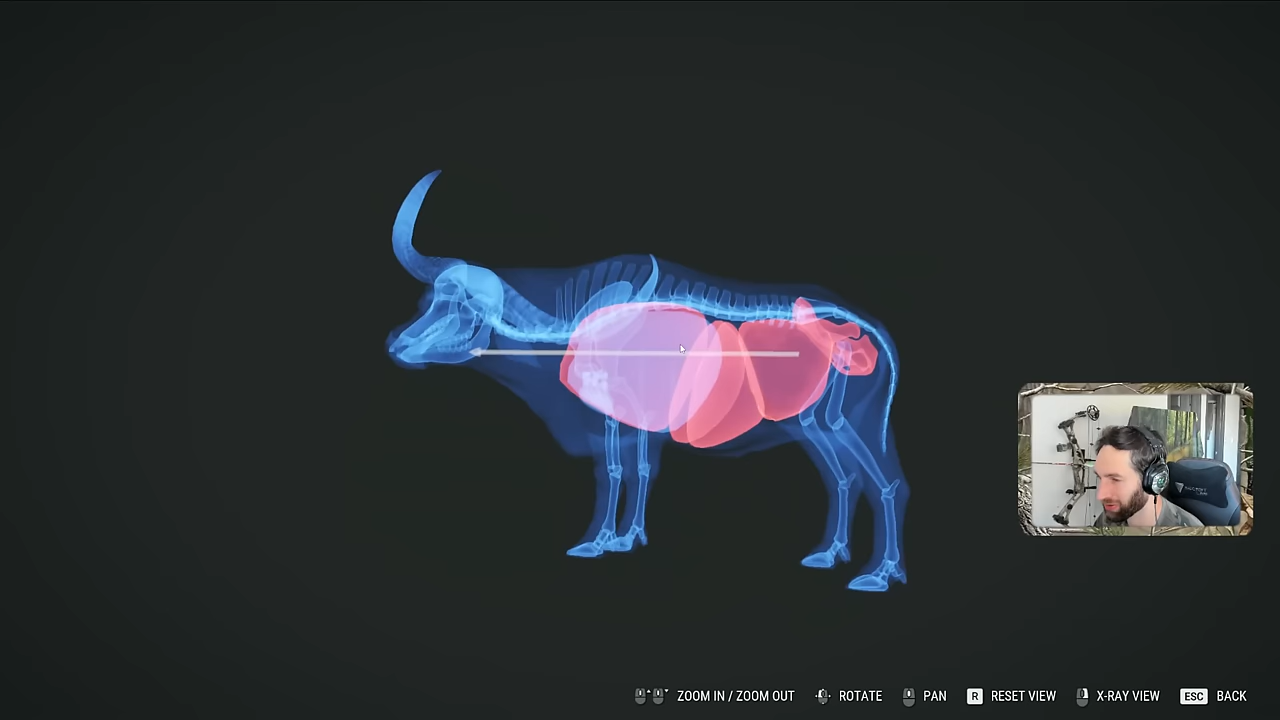 ZOOM IN / ZOOM OUT ROTATE PAN R RESET VIEW X-RAY VIEW ESC BACK